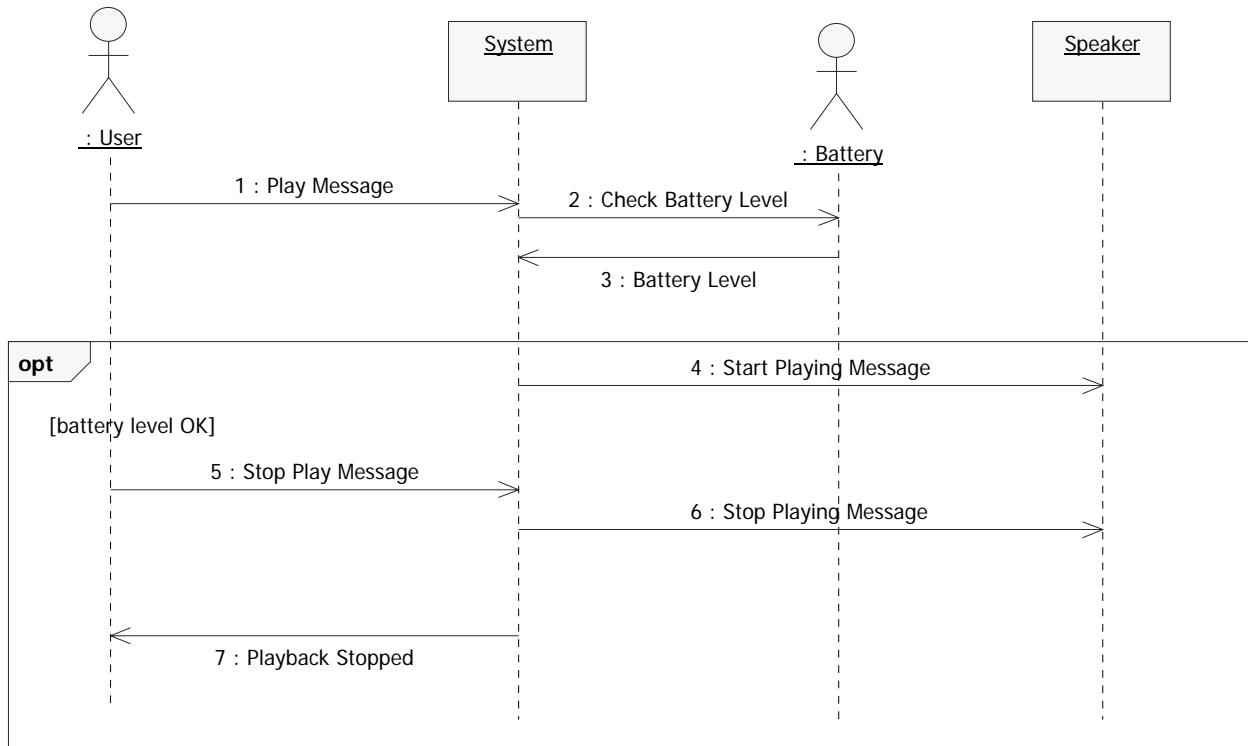 System
Speaker
: User
: Battery
1 : Play Message
2 : Check Battery Level
3 : Battery Level
opt
4 : Start Playing Message
[battery level OK]
5 : Stop Play Message
6 : Stop Playing Message
7 : Playback Stopped